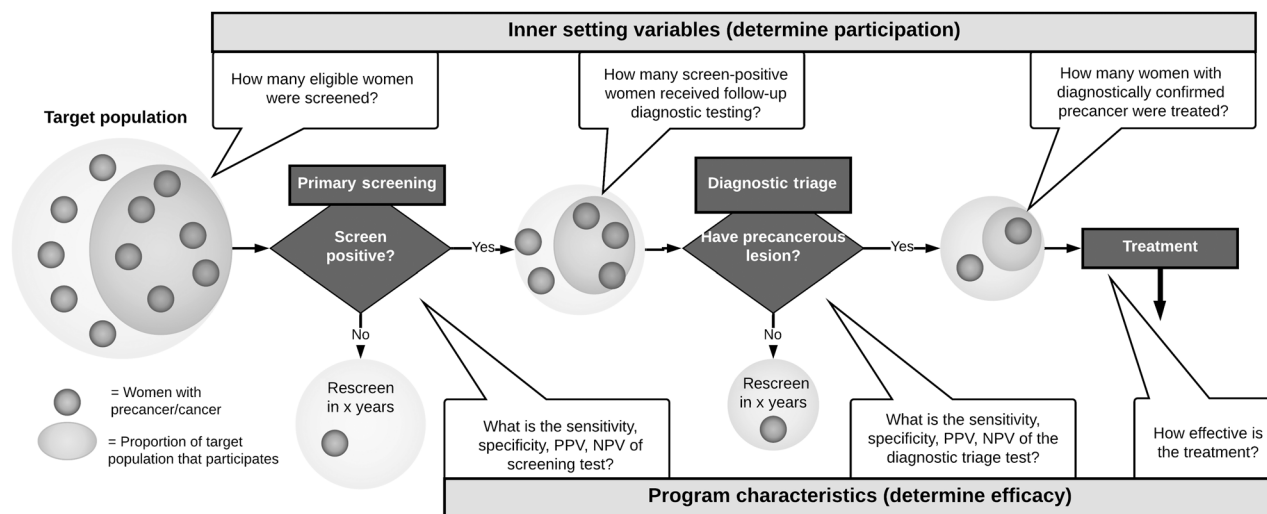 Inner setting variables (determine participation)
How many eligible women
were screened?
How many screen-positive
women received follow-up
diagnostic testing?
How many women with
diagnostically confirmed
precancer were treated?
Target population
Primary screening
Screen
positive?
Yes
Diagnostic triage
Have precancerous
lesion?
Yes
Treatment
No
Rescreen
in x years
No
Rescreen
in x years
= Women with
precancer/cancer
= Proportion of target
population that participates
What is the sensitivity,
specificity, PPV, NPV of
screening test?
What is the sensitivity,
specificity, PPV, NPV of the
diagnostic triage test?
How effective is
the treatment?
Program characteristics (determine efficacy)